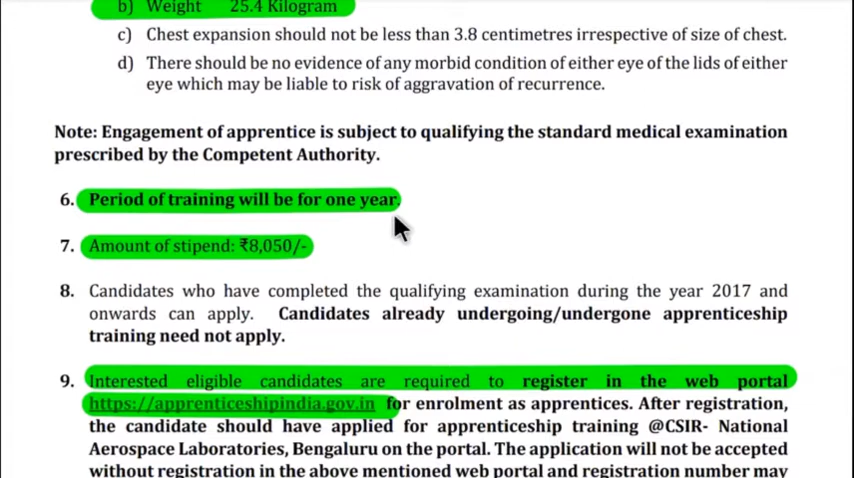 b) Weight 25.4 Kilogram
c) Chest expansion should not be less than 3.8 centimetres irrespective of size of chest.
d) There should be no evidence of any morbid condition of either eye of the lids of either
eye which may be liable to risk of aggravation of recurrence.
Note: Engagement of apprentice is subject to qualifying the standard medical examination
prescribed by the Competent Authority.
6. Period of training will be for one year.
7. Amount of stipend: ₹8,050/-
8. Candidates who have completed the qualifying examination during the year 2017 and
onwards can apply. Candidates already undergoing/undergone apprenticeship
training need not apply.
9. Interested eligible candidates are required to register in the web portal
https://apprenticeshipindia.gov.in for enrolment as apprentices. After registration,
the candidate should have applied for apprenticeship training @CSIR- National
Aerospace Laboratories, Bengaluru on the portal. The application will not be accepted
without registration in the above mentioned web portal and registration number may